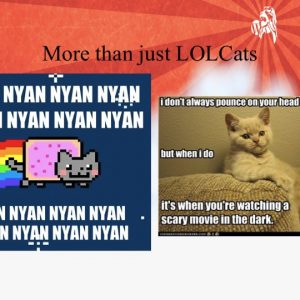 More than just LOLCats
NYAN NYAN NYAN
N NYAN NYAN NYAN
N NYAN NYAN NYAN
NYAN NYAN NYAN
i don't always pounce on your head
but when i do
it's when you're watching a
scary movie in the dark.